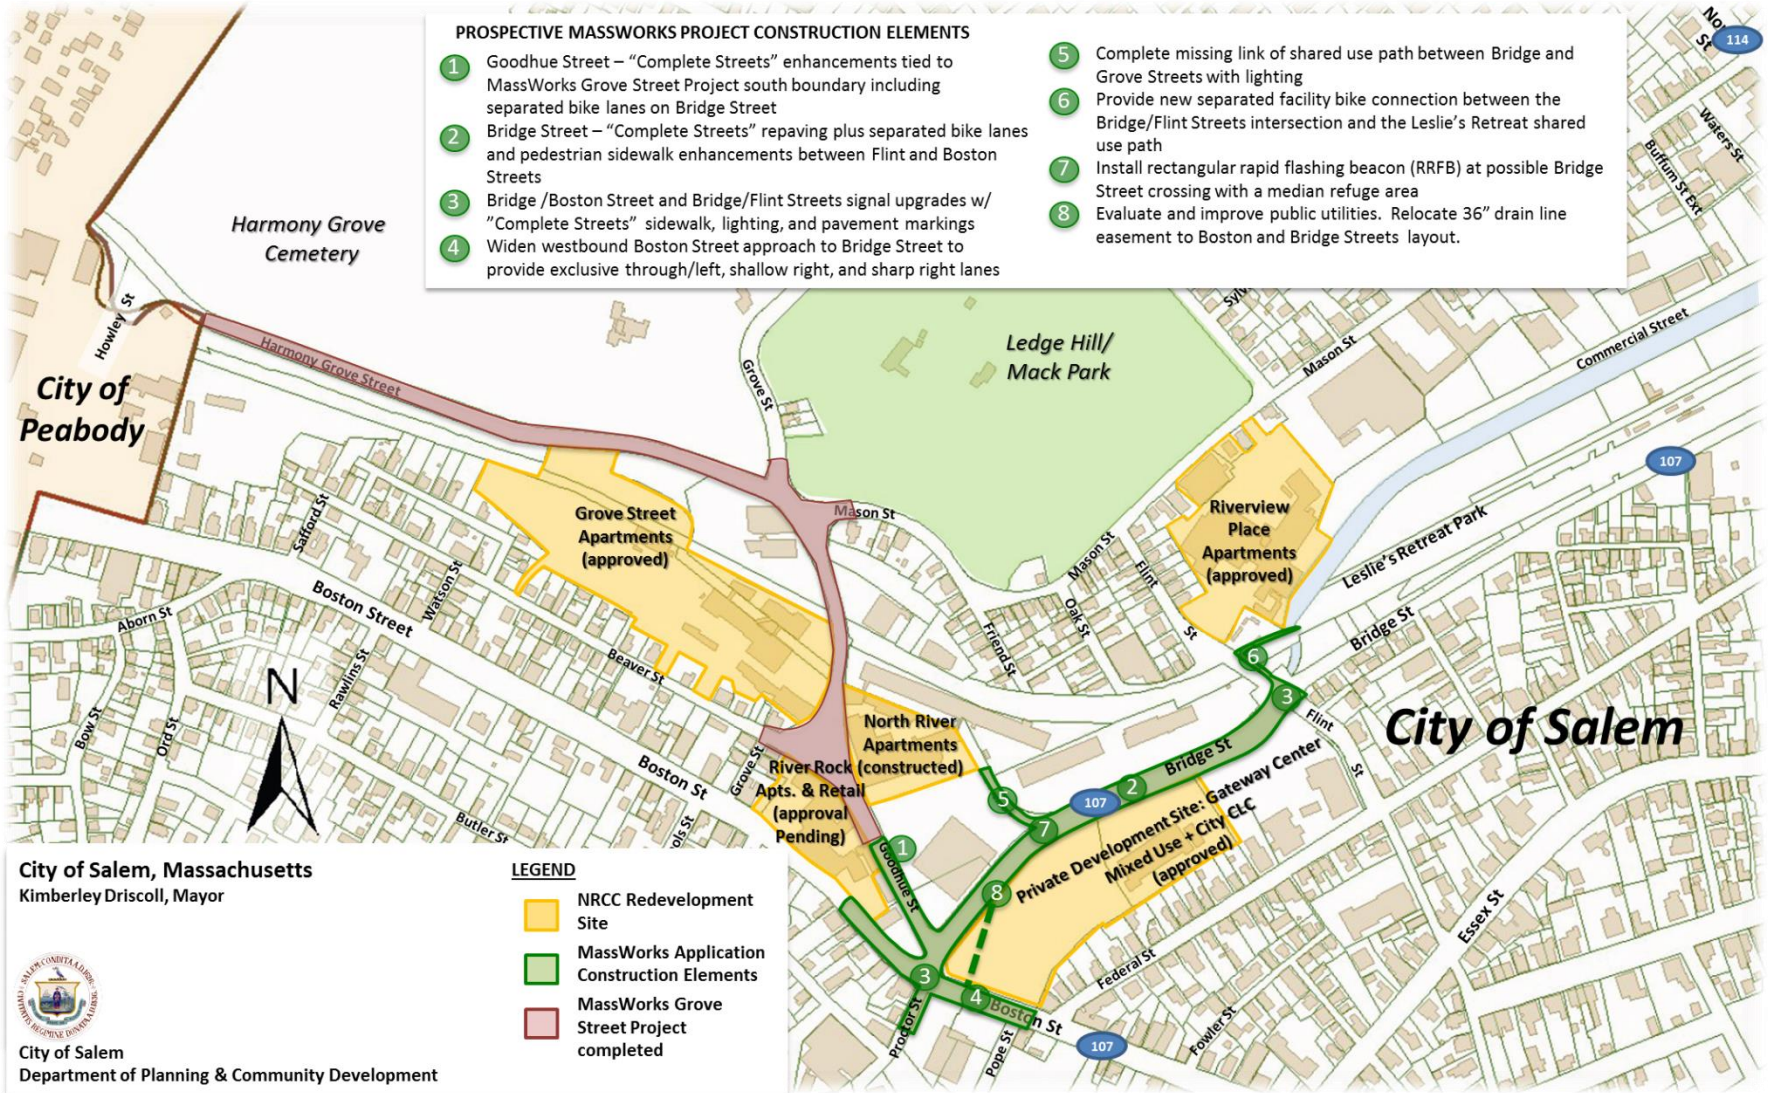 PROSPECTIVE MASSWORKS PROJECT CONSTRUCTION ELEMENTS
1 Goodhue Street – “Complete Streets” enhancements tied to
MassWorks Grove Street Project south boundary including
separated bike lanes on Bridge Street
2 Bridge Street – “Complete Streets” repaving plus separated bike lanes
and pedestrian sidewalk enhancements between Flint and Boston
Streets
3 Bridge /Boston Street and Bridge/Flint Streets signal upgrades w/
”Complete Streets” sidewalk, lighting, and pavement markings
4 Widen westbound Boston Street approach to Bridge Street to
provide exclusive through/left, shallow right, and sharp right lanes
5 Complete missing link of shared use path between Bridge and
Grove Streets with lighting
6 Provide new separated facility bike connection between the
Bridge/Flint Streets intersection and the Leslie’s Retreat shared
use path
7 Install rectangular rapid flashing beacon (RRFB) at possible Bridge
Street crossing with a median refuge area
8 Evaluate and improve public utilities. Relocate 36” drain line
easement to Boston and Bridge Streets layout.
114
Waters St
Buffum St Ext
Harmony Grove
Cemetery
Howley St
City of
Peabody
Harmony Grove Street
Grove St
Ledge Hill/
Mack Park
Mason St
Commercial Street
107
Mason St
Grove Street
Apartments
(approved)
Riverview
Place
Apartments
(approved)
Leslie's Retreat Park
Bridge St
Safford St
Watson St
Boston Street
Aborn St
Mason St
Flint
St
Oak St
Friend St
Beaver St
Rawlins St
Bow St
Ord St
N
6
3
Flint
St
City of Salem
North River
Apartments
(constructed)
Boston St
Grove St
River Rock
Apts. & Retail
(approval
Pending)
Butler St
Bridge St
2
107
5
7
Private Development Site: Gateway Center
Mixed Use + City CLC
(approved)
1
Goodhue St
8
3
4
Boston St
Proctor St
Pope St
Federal St
Fowler St
Essex St
107
City of Salem, Massachusetts
Kimberley Driscoll, Mayor
LEGEND
NRCC Redevelopment
Site
MassWorks Application
Construction Elements
MassWorks Grove
Street Project
completed
City of Salem
Department of Planning & Community Development